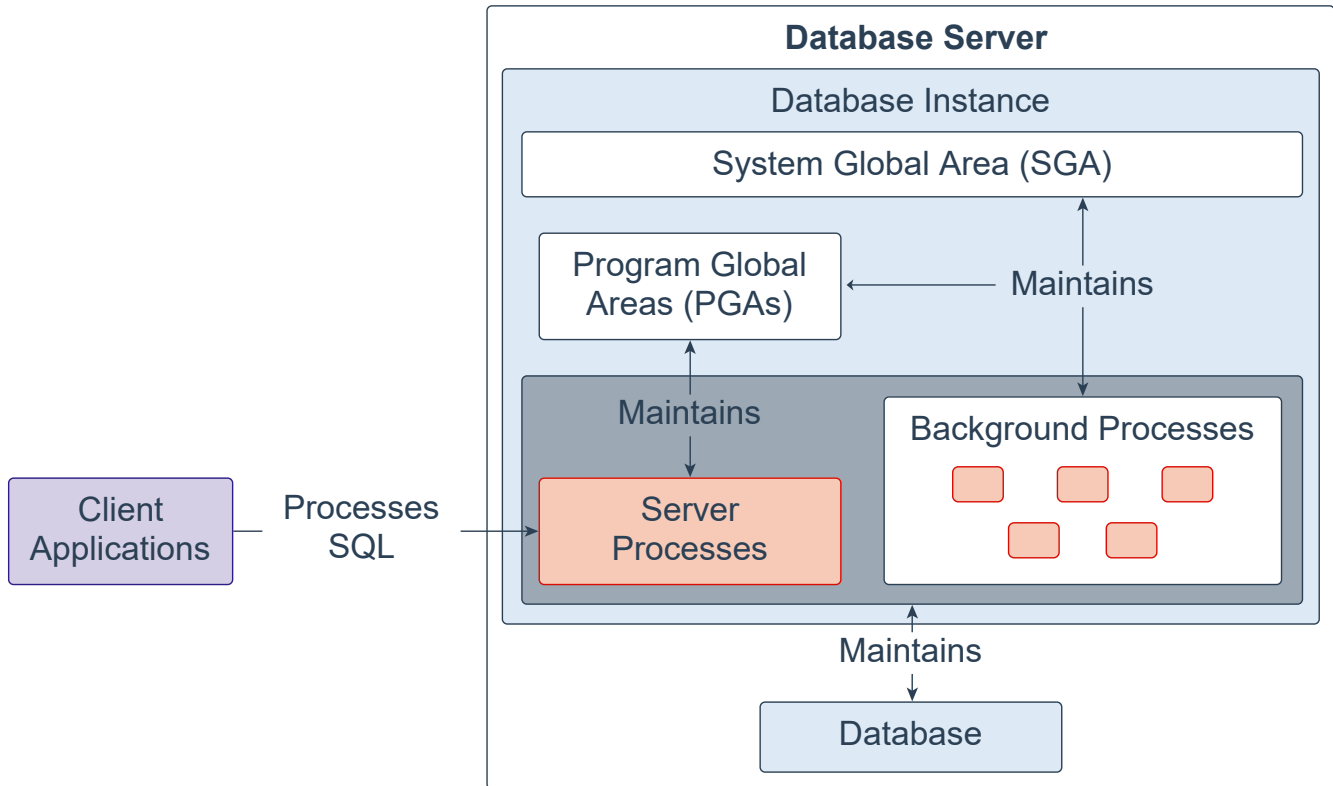 Database Server
Database Instance
System Global Area (SGA)
Program Global
Areas (PGAs)
Maintains
Maintains
Background Processes
Client
Applications
Processes
SQL
Server
Processes
Maintains
Database